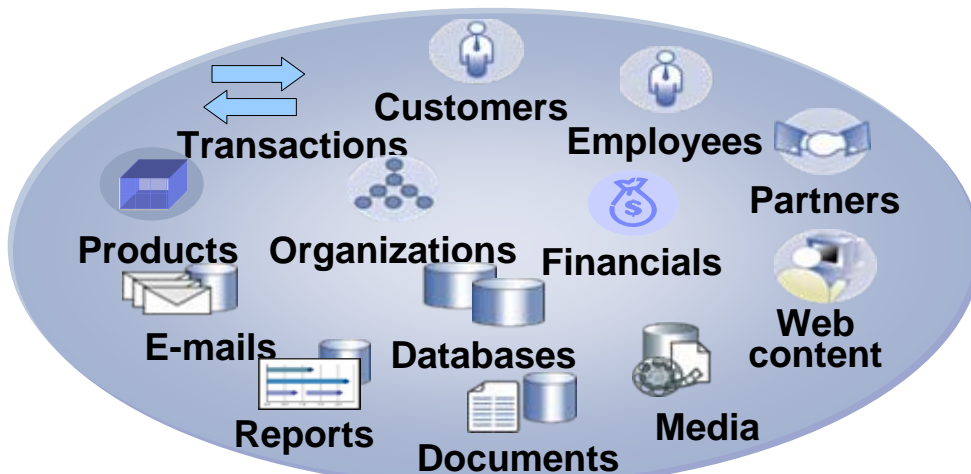 Customers
Transactions
Employees
Partners
Products
Organizations
Financials
$
E-mails
Databases
Web
content
Reports
Documents
Media